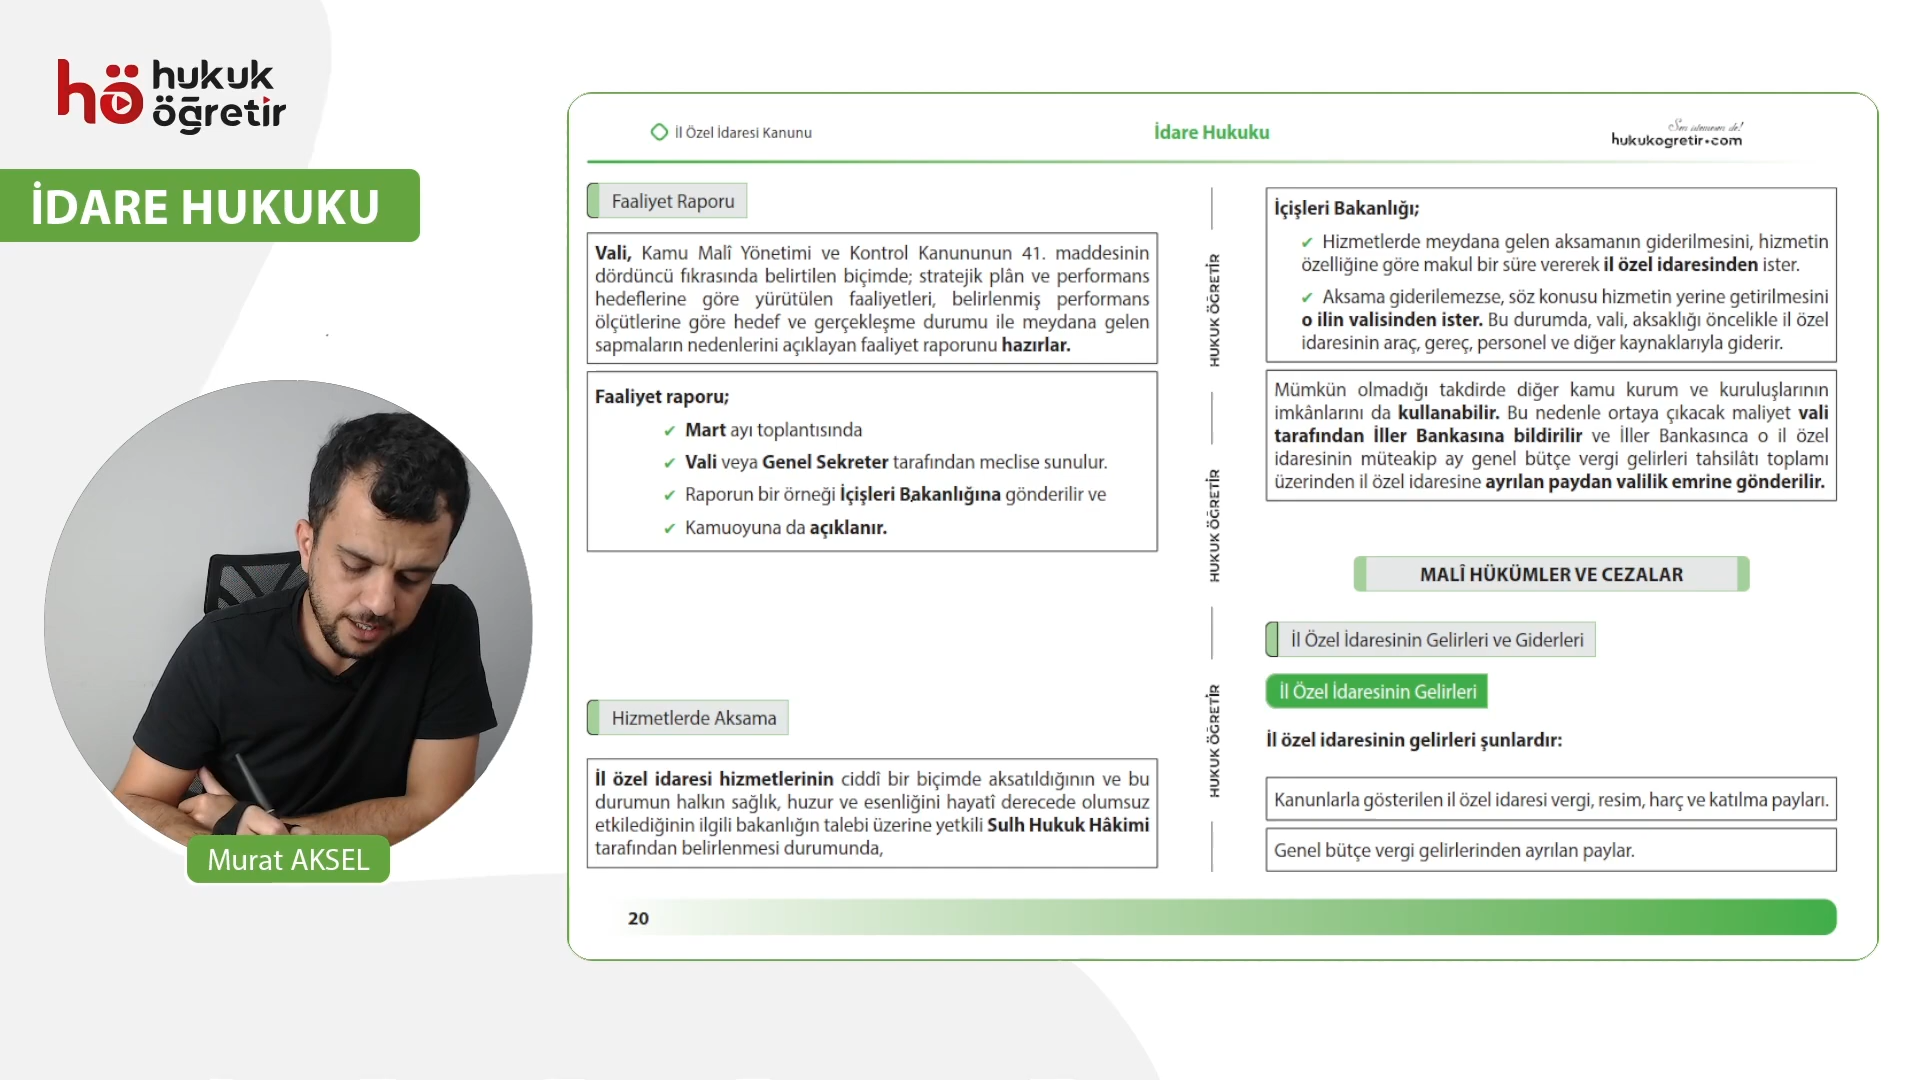 hö hukuk
öğretir
İDARE HUKUKU
Murat AKSEL
İl Özel İdaresi Kanunu
İdare Hukuku
Sen istersen de!
hukukogretir•com
Faaliyet Raporu
Vali, Kamu Malî Yönetimi ve Kontrol Kanununun 41. maddesinin
dördüncü fıkrasında belirtilen biçimde; stratejik plân ve performans
hedeflerine göre yürütülen faaliyetleri, belirlenmiş performans
ölçütlerine göre hedef ve gerçekleşme durumu ile meydana gelen
sapmaların nedenlerini açıklayan faaliyet raporunu hazırlar.
Faaliyet raporu;
✔ Mart ayı toplantısında
✔ Vali veya Genel Sekreter tarafından meclise sunulur.
✔ Raporun bir örneği İçişleri Bakanlığına gönderilir ve
✔ Kamuoyuna da açıklanır.
Hizmetlerde Aksama
İl özel idaresi hizmetlerinin ciddî bir biçimde aksatıldığının ve bu
durumun halkın sağlık, huzur ve esenliğini hayatî derecede olumsuz
etkilediğinin ilgili bakanlığın talebi üzerine yetkili Sulh Hukuk Hâkimi
tarafından belirlenmesi durumunda,
HUKUK ÖĞRETİR
HUKUK ÖĞRETİR
HUKUK ÖĞRETİR
İçişleri Bakanlığı;
✔ Hizmetlerde meydana gelen aksamanın giderilmesini, hizmetin
özelliğine göre makul bir süre vererek il özel idaresinden ister.
✔ Aksama giderilemezse, söz konusu hizmetin yerine getirilmesini
o ilin valisinden ister. Bu durumda, vali, aksaklığı öncelikle il özel
idaresinin araç, gereç, personel ve diğer kaynaklarıyla giderir.
Mümkün olmadığı takdirde diğer kamu kurum ve kuruluşlarının
imkânlarını da kullanabilir. Bu nedenle ortaya çıkacak maliyet vali
tarafından İller Bankasına bildirilir ve İller Bankasınca o il özel
idaresinin müteakip ay genel bütçe vergi gelirleri tahsilâtı toplamı
üzerinden il özel idaresine ayrılan paydan valilik emrine gönderilir.
MALÎ HÜKÜMLER VE CEZALAR
İl Özel İdaresinin Gelirleri ve Giderleri
İl Özel İdaresinin Gelirleri
İl özel idaresinin gelirleri şunlardır:
Kanunlarla gösterilen il özel idaresi vergi, resim, harç ve katılma payları.
Genel bütçe vergi gelirlerinden ayrılan paylar.
20